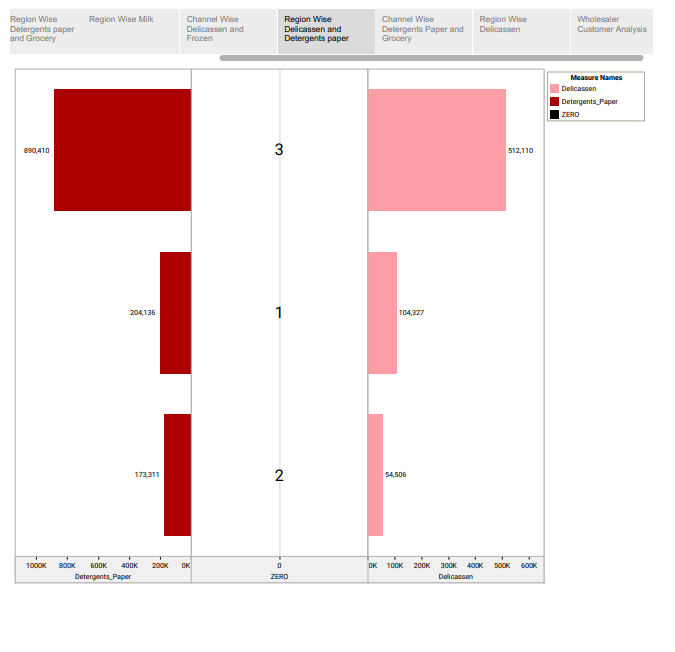 Region Wise
Detergents paper
and Grocery
Region Wise Milk
Channel Wise
Delicassen and
Frozen
Region Wise
Delicassen and
Detergents paper
Channel Wise
Detergents Paper and
Grocery
Region Wise
Delicassen
Wholesaler
Customer Analysis
Measure Names
Delicassen
Detergents_Paper
ZERO
890,410
3
512,110
204,136
1
104,327
173,311
2
54,506
1000K 800K 600K 400K 200K 0K
0
0K 100K 200K 300K 400K 500K 600K
Detergents_Paper
ZERO
Delicassen